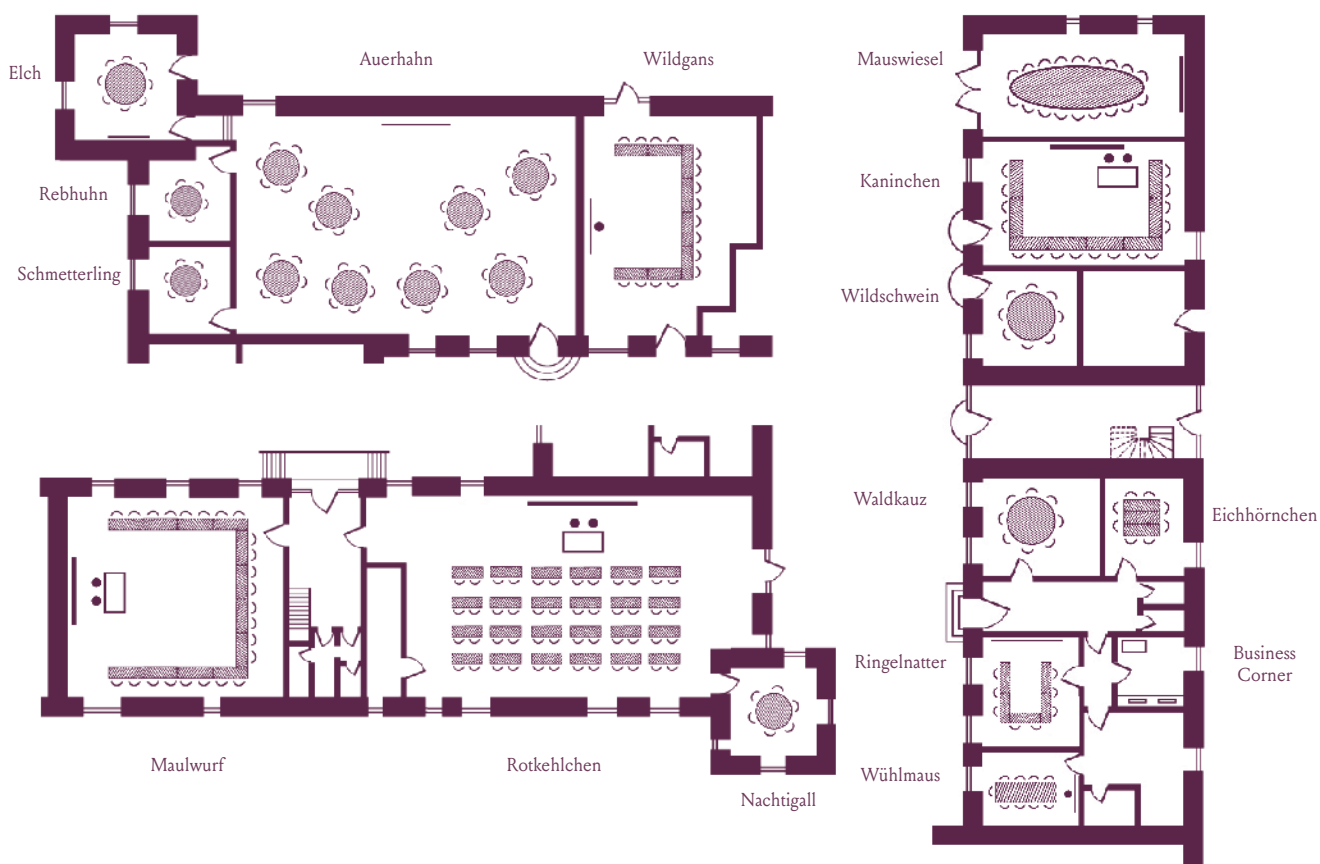 Elch
Auerhahn
Wildgans
Rebhuhn
Schmetterling
Maulwurf
Rotkehlchen
Nachtigall
Mauswiesel
Kaninchen
Wildschwein
Waldkauz
Eichhörnchen
Ringelnatter
Business
Corner
Wühlmaus